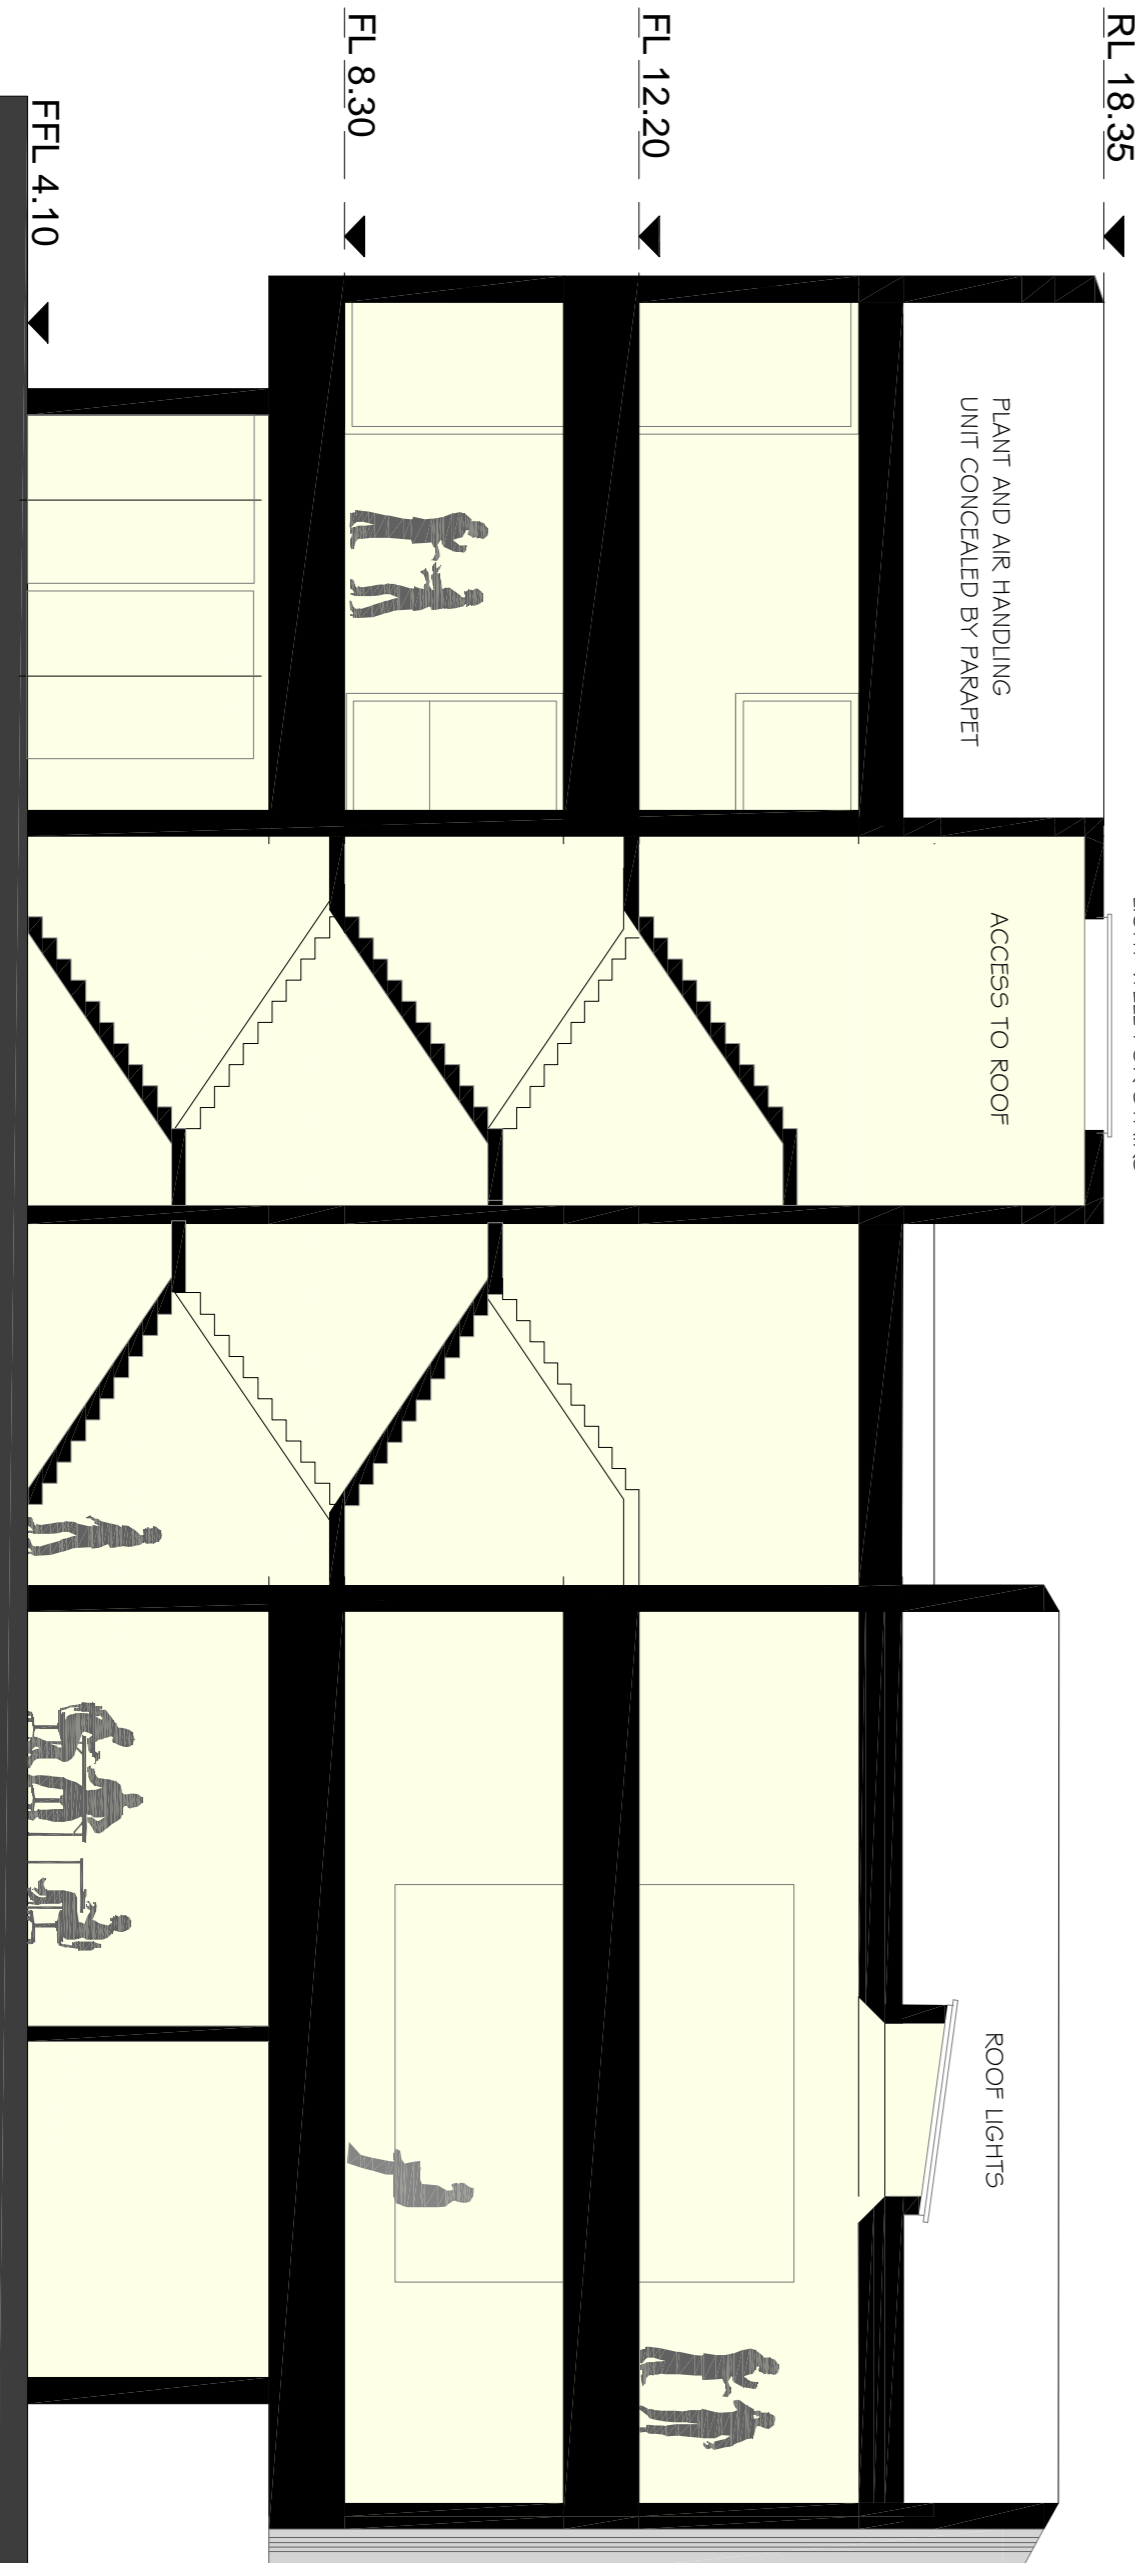 RL 18.35
FL 12.20
FL 8.30
FFL 4.10
PLANT AND AIR HANDLING
UNIT CONCEALED BY PARAPET
ACCESS TO ROOF
ROOF LIGHTS